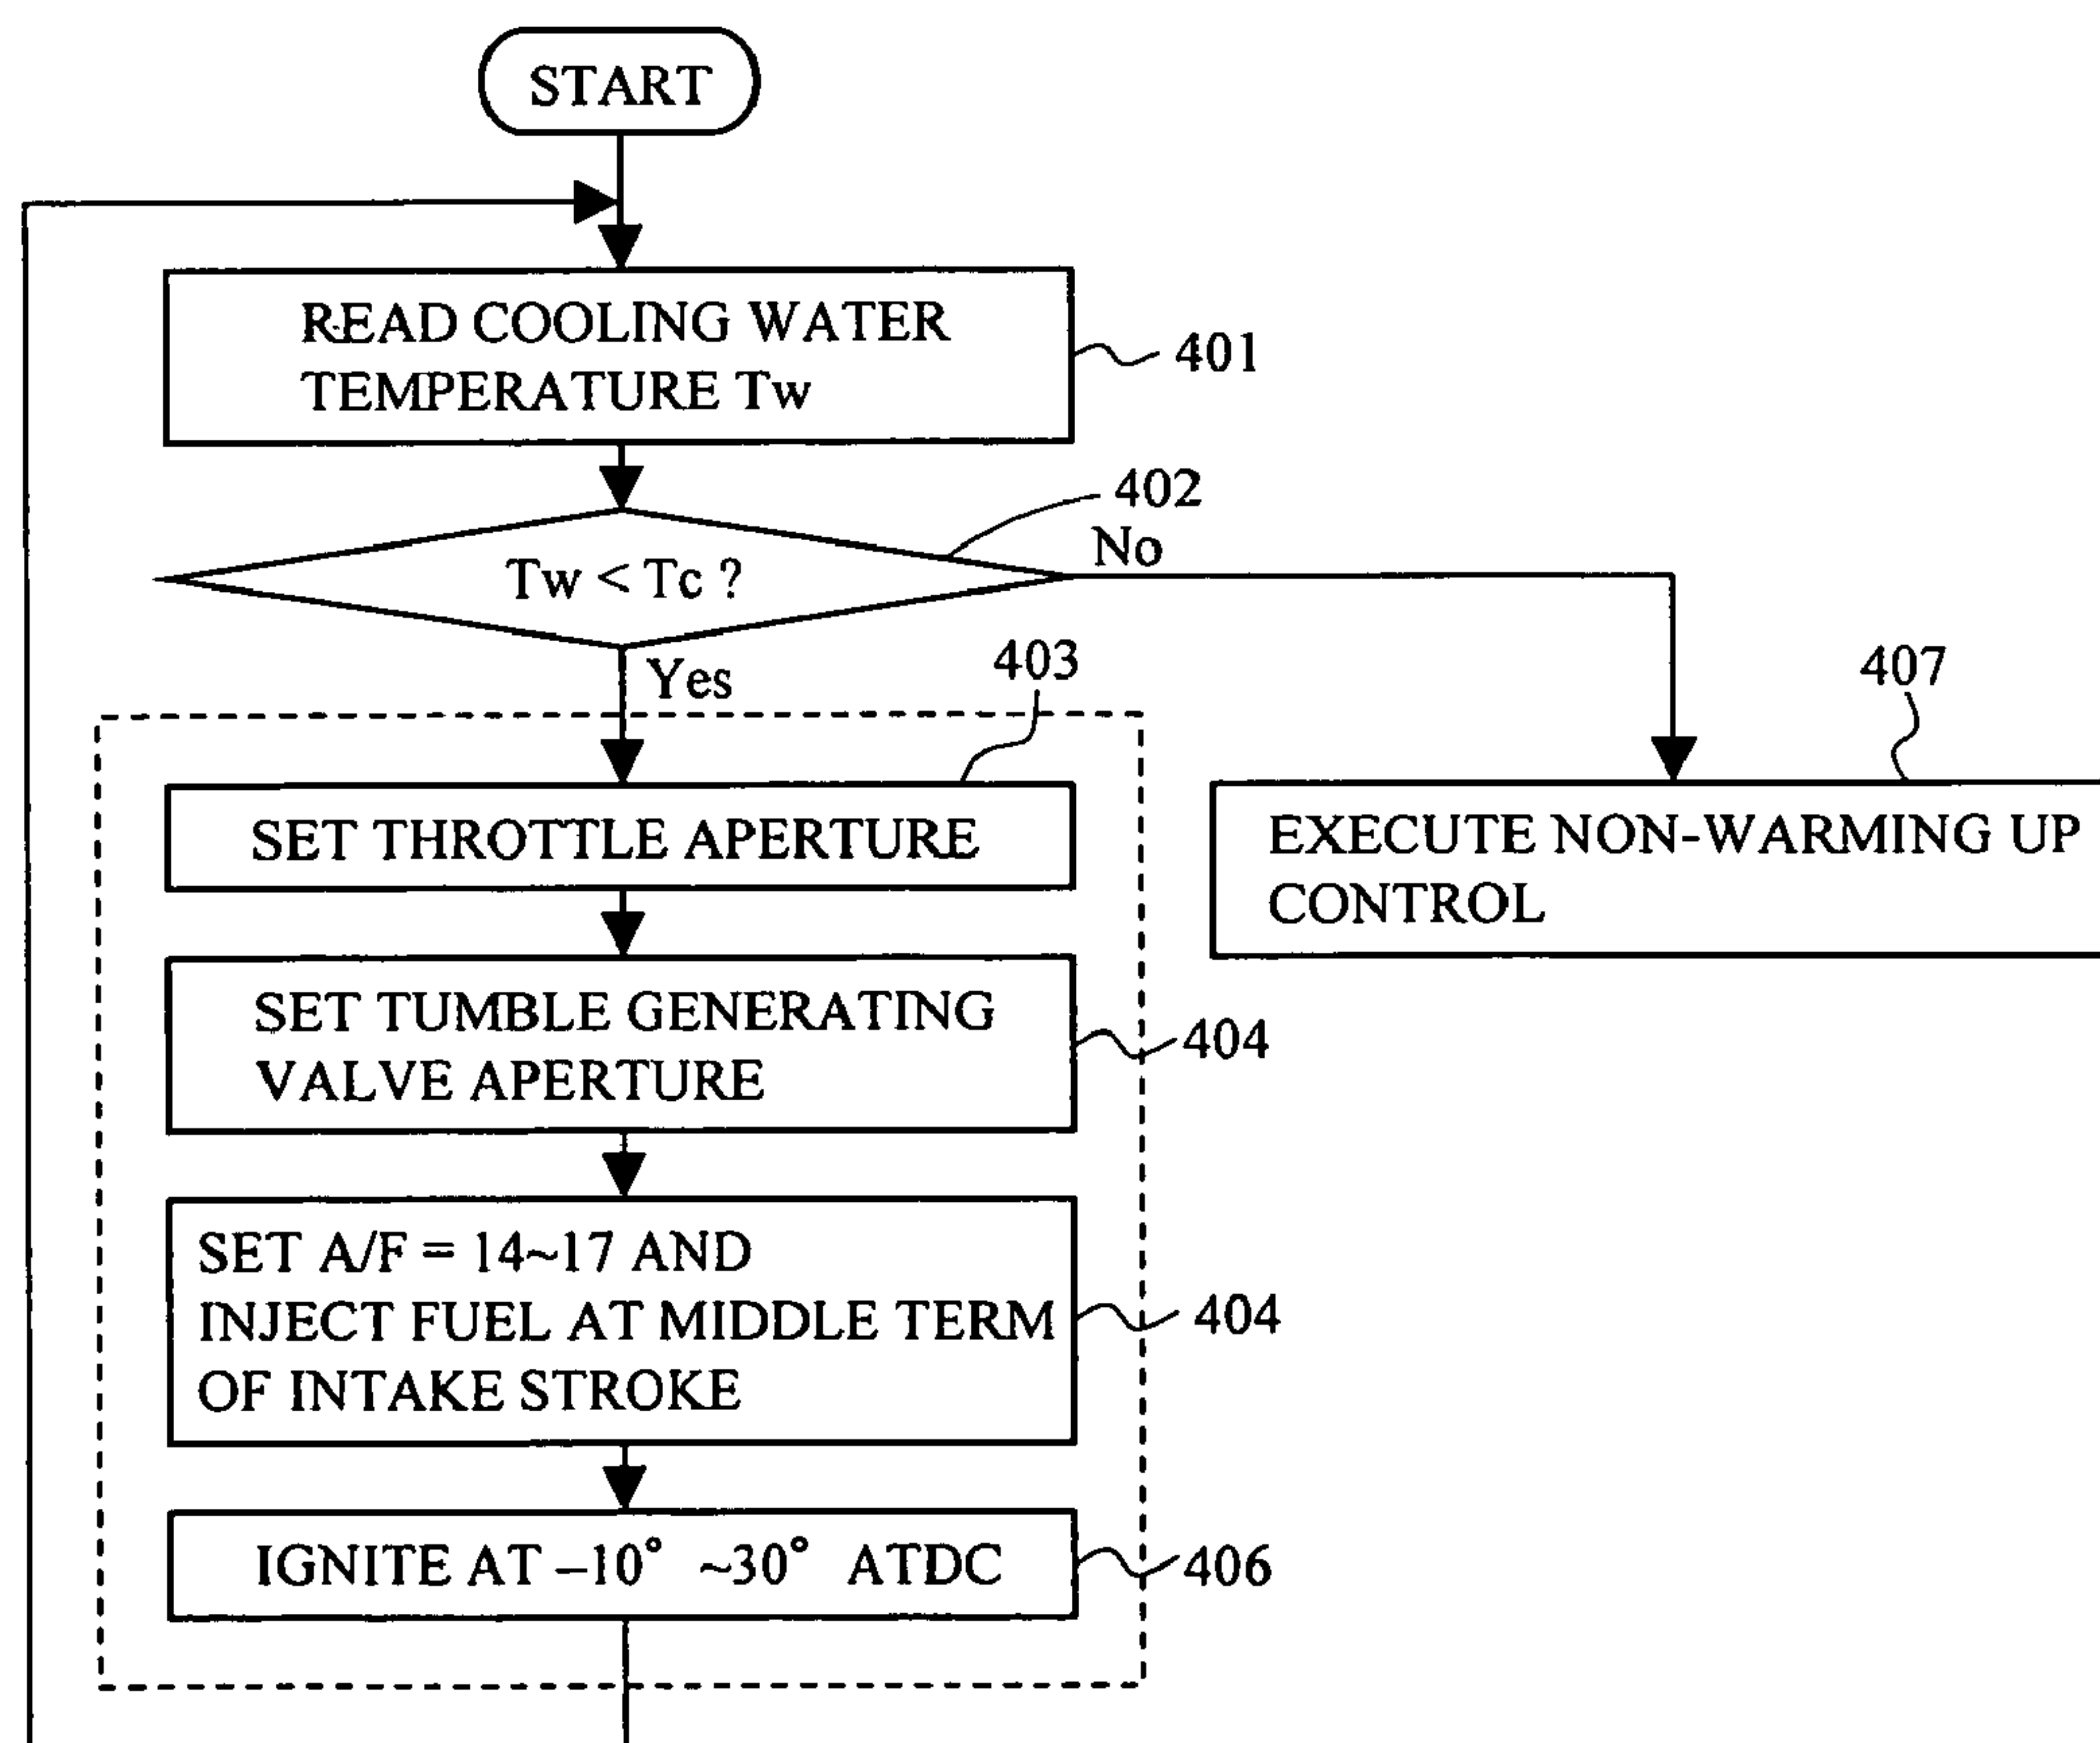 START
READ COOLING WATER
TEMPERATURE Tw
401
402
Tw < Tc ?
No
Yes
403
407
SET THROTTLE APERTURE
EXECUTE NON-WARMING UP
CONTROL
SET TUMBLE GENERATING
VALVE APERTURE
404
SET A/F = 14~17 AND
INJECT FUEL AT MIDDLE TERM
OF INTAKE STROKE
404
IGNITE AT –10° ~30° ATDC
406